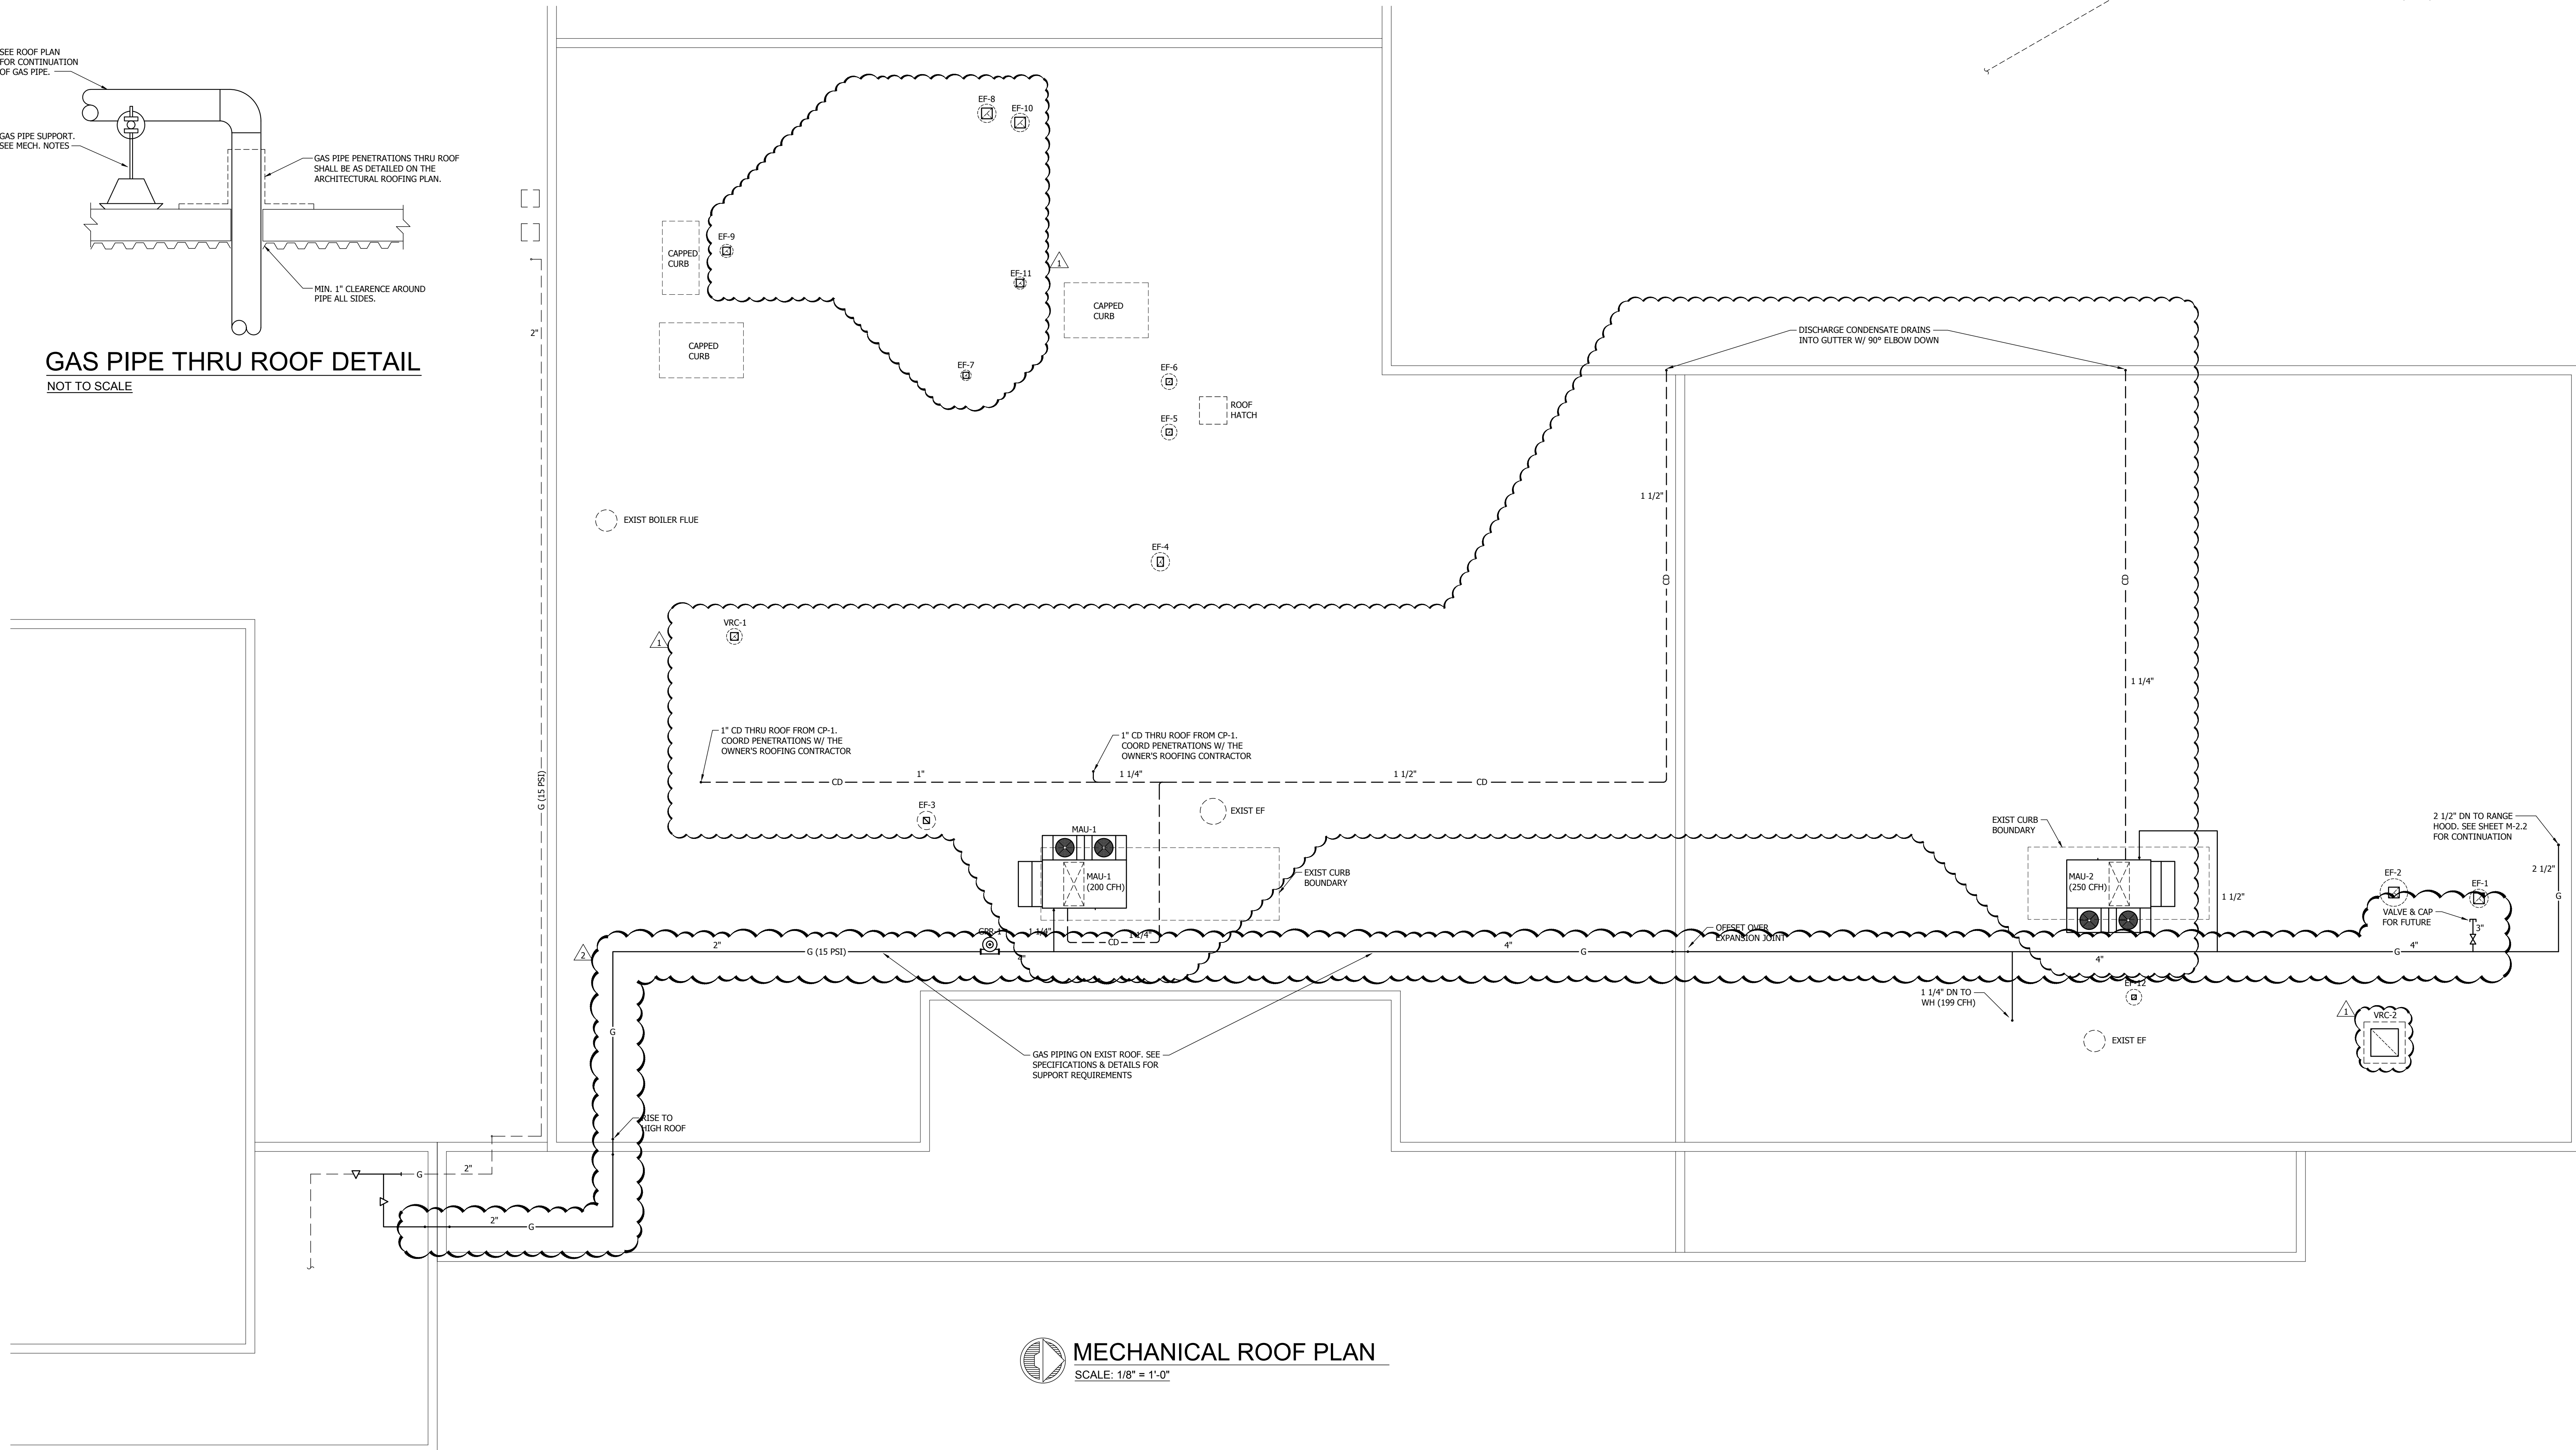 SEE ROOF PLAN
FOR CONTINUATION
OF GAS PIPE.
GAS PIPE SUPPORT.
SEE MECH. NOTES
GAS PIPE PENETRATIONS THRU ROOF
SHALL BE AS DETAILED ON THE
ARCHITECTURAL ROOFING PLAN.
MIN. 1" CLEARENCE AROUND
PIPE ALL SIDES.
GAS PIPE THRU ROOF DETAIL
NOT TO SCALE
2"
G (15 PSI)
EF-8
EF-10
EF-9
CAPPED
CURB
EF-11
1
CAPPED
CURB
CAPPED
CURB
EF-7
EF-6
EF-5
ROOF
HATCH
DISCHARGE CONDENSATE DRAINS
INTO GUTTER W/ 90° ELBOW DOWN
1 1/2"
CD
CD
1 1/4"
EXIST BOILER FLUE
EF-4
VRC-1
1
1" CD THRU ROOF FROM CP-1.
COORD PENETRATIONS W/ THE
OWNER'S ROOFING CONTRACTOR
1" CD THRU ROOF FROM CP-1.
COORD PENETRATIONS W/ THE
OWNER'S ROOFING CONTRACTOR
CD
1"
1 1/4"
1 1/2"
CD
EF-3
EXIST EF
MAU-1
MAU-1
(200 CFH)
EXIST CURB
BOUNDARY
EXIST CURB
BOUNDARY
MAU-2
(250 CFH)
1 1/2"
2 1/2" DN TO RANGE
HOOD. SEE SHEET M-2.2
FOR CONTINUATION
2 1/2"
G
EF-2
EF-1
VALVE & CAP
FOR FUTURE
3"
2
2"
G (15 PSI)
GPR-1
1 1/4"
CD
1 1/4"
4"
4"
G
OFFSET OVER
EXPANSION JOINT
4"
4"
G
EF-12
1 1/4" DN TO
WH (199 CFH)
EXIST EF
1
VRC-2
G
GAS PIPING ON EXIST ROOF. SEE
SPECIFICATIONS & DETAILS FOR
SUPPORT REQUIREMENTS
RISE TO
HIGH ROOF
G
2"
2"
G
MECHANICAL ROOF PLAN
SCALE: 1/8" = 1'-0"